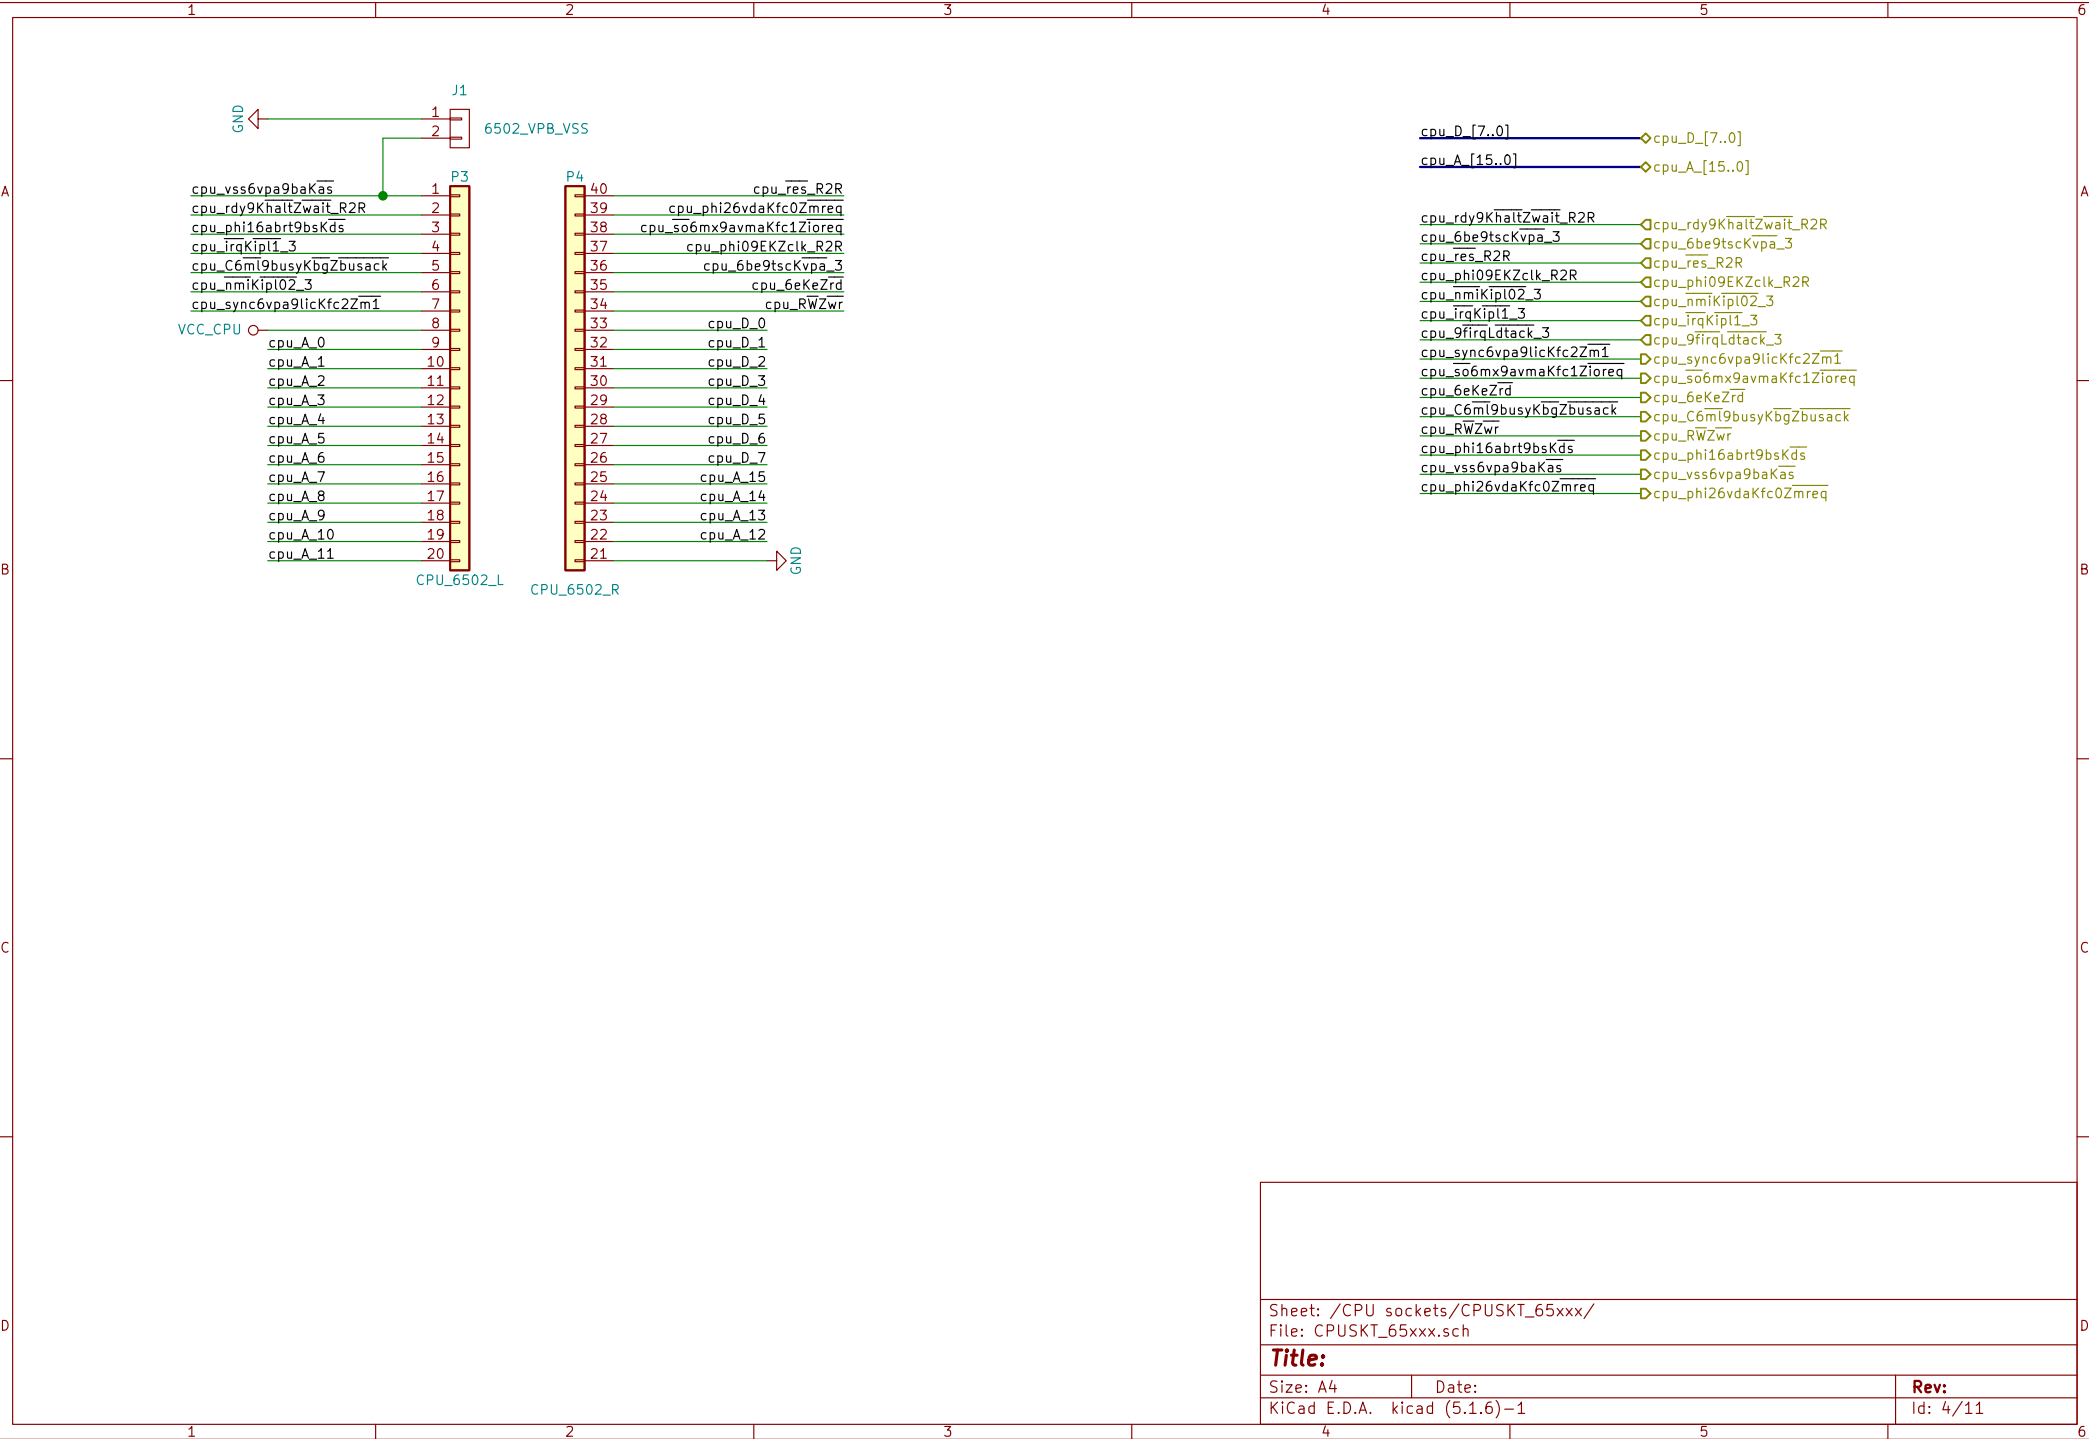 1 2 3 4 5 6
J1
GND
1
2
6502_VPB_VSS
P3
cpu_vss6vpa9baKas 1
cpu_rdy9KhaltZwait_R2R 2
cpu_phi16abrt9bsKds 3
cpu_irqKipl1_3 4
cpu_C6ml9busyKbgZbusack 5
cpu_nmiKipl02_3 6
cpu_sync6vpa9licKfc2Zm1 7
VCC_CPU 8
cpu_A_0 9
cpu_A_1 10
cpu_A_2 11
cpu_A_3 12
cpu_A_4 13
cpu_A_5 14
cpu_A_6 15
cpu_A_7 16
cpu_A_8 17
cpu_A_9 18
cpu_A_10 19
cpu_A_11 20
CPU_6502_L
P4
40 cpu_res_R2R
39 cpu_phi26vdaKfc0Zmreq
38 cpu_so6mx9avmaKfc1Zioreq
37 cpu_phi09EKZclk_R2R
36 cpu_6be9tscKvpa_3
35 cpu_6eKeZrd
34 cpu_RWZwr
33 cpu_D_0
32 cpu_D_1
31 cpu_D_2
30 cpu_D_3
29 cpu_D_4
28 cpu_D_5
27 cpu_D_6
26 cpu_D_7
25 cpu_A_15
24 cpu_A_14
23 cpu_A_13
22 cpu_A_12
21 GND
CPU_6502_R
cpu_D_[7..0] cpu_D_[7..0]
cpu_A_[15..0] cpu_A_[15..0]
cpu_rdy9KhaltZwait_R2R cpu_rdy9KhaltZwait_R2R
cpu_6be9tscKvpa_3 cpu_6be9tscKvpa_3
cpu_res_R2R cpu_res_R2R
cpu_phi09EKZclk_R2R cpu_phi09EKZclk_R2R
cpu_nmiKipl02_3 cpu_nmiKipl02_3
cpu_irqKipl1_3 cpu_irqKipl1_3
cpu_9firqLdtack_3 cpu_9firqLdtack_3
cpu_sync6vpa9licKfc2Zm1 cpu_sync6vpa9licKfc2Zm1
cpu_so6mx9avmaKfc1Zioreq cpu_so6mx9avmaKfc1Zioreq
cpu_6eKeZrd cpu_6eKeZrd
cpu_C6ml9busyKbgZbusack cpu_C6ml9busyKbgZbusack
cpu_RWZwr cpu_RWZwr
cpu_phi16abrt9bsKds cpu_phi16abrt9bsKds
cpu_vss6vpa9baKas cpu_vss6vpa9baKas
cpu_phi26vdaKfc0Zmreq cpu_phi26vdaKfc0Zmreq
A A
B B
C C
D D
Sheet: /CPU sockets/CPUSKT_65xxx/
File: CPUSKT_65xxx.sch
Title:
Size: A4 Date: Rev:
KiCad E.D.A. kicad (5.1.6)-1 Id: 4/11
1 2 3 4 5 6